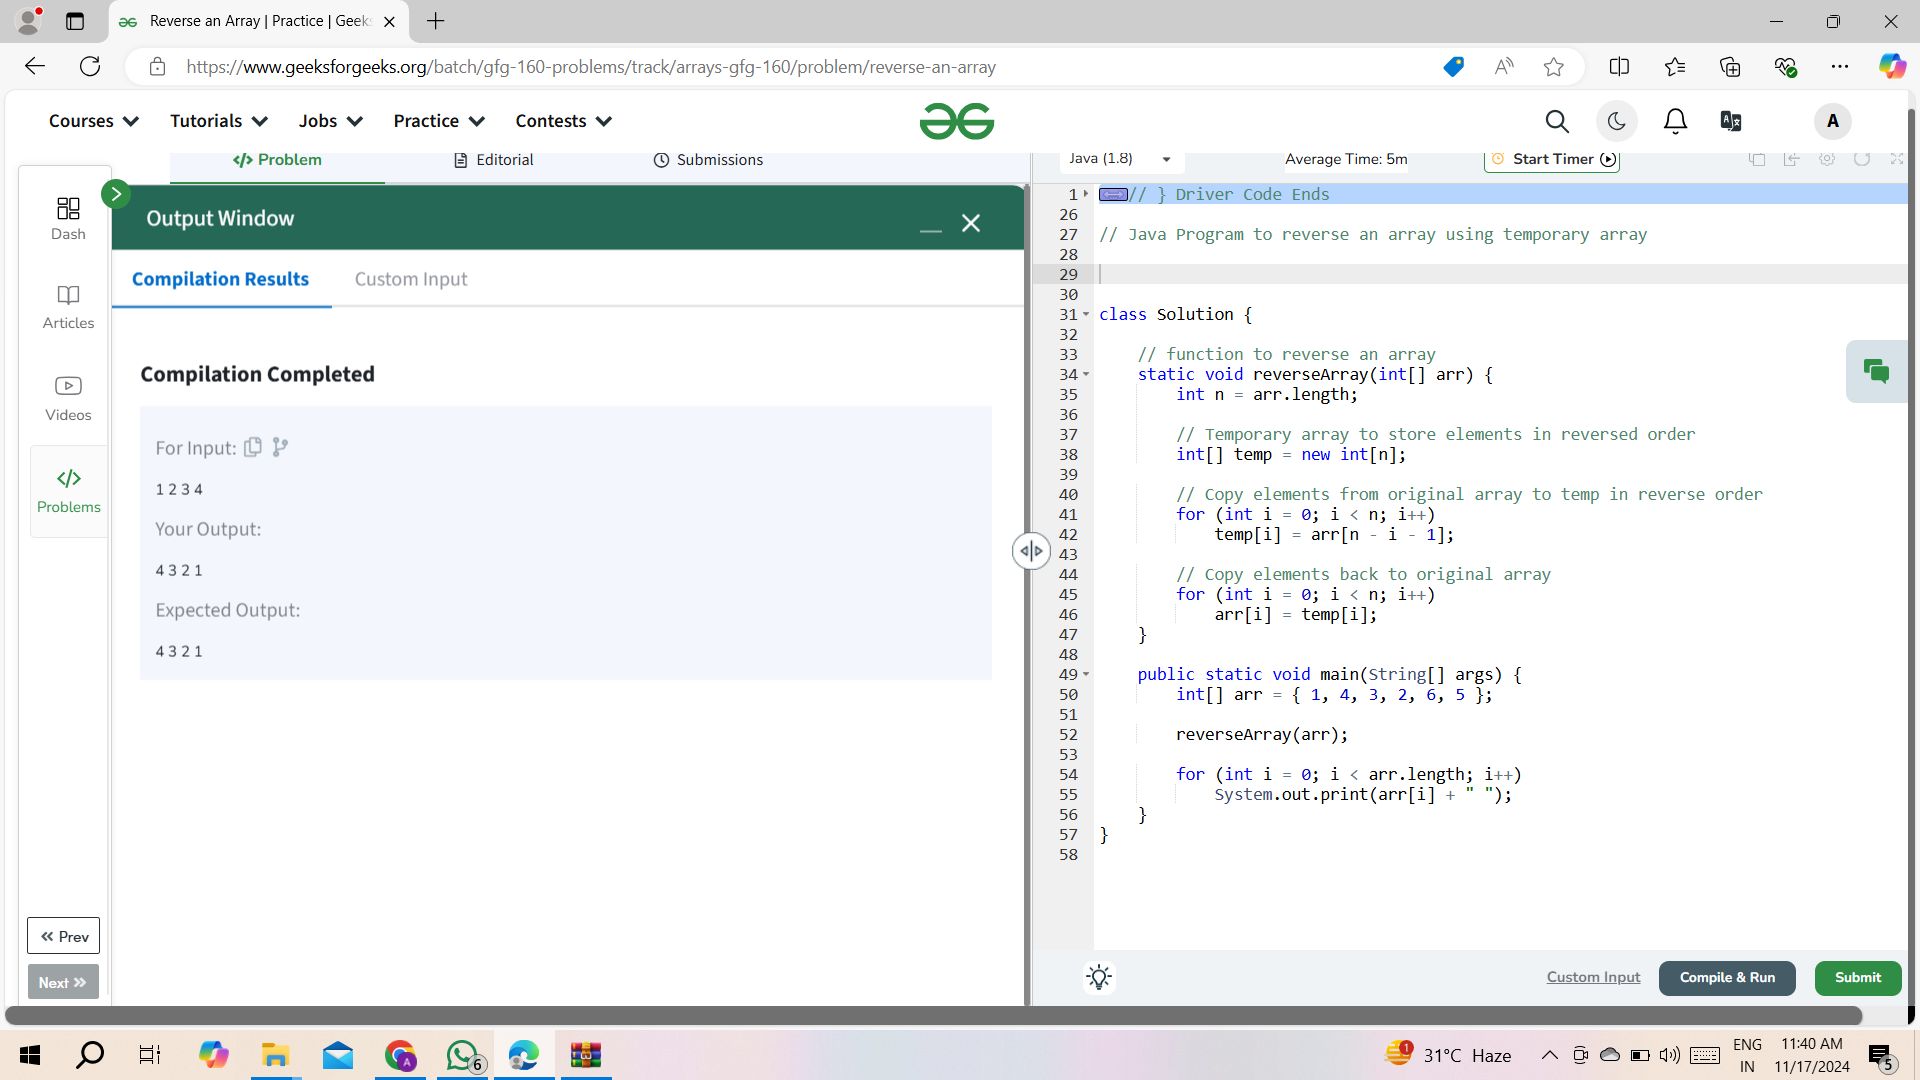 Reverse an Array | Practice | Geek
https://www.geeksforgeeks.org/batch/gfg-160-problems/track/arrays-gfg-160/problem/reverse-an-array
Courses Tutorials Jobs Practice Contests
A
</> Problem Editorial Submissions
Java (1.8) Average Time: 5m Start Timer
Dash
Articles
Videos
</>
Problems
« Prev
Next »
Output Window
Compilation Results Custom Input
Compilation Completed
For Input:
1 2 3 4
Your Output:
4 3 2 1
Expected Output:
4 3 2 1
1 // } Driver Code Ends
26
27 // Java Program to reverse an array using temporary array
28
29
30
31 class Solution {
32
33 // function to reverse an array
34 static void reverseArray(int[] arr) {
35 int n = arr.length;
36
37 // Temporary array to store elements in reversed order
38 int[] temp = new int[n];
39
40 // Copy elements from original array to temp in reverse order
41 for (int i = 0; i < n; i++)
42 temp[i] = arr[n - i - 1];
43
44 // Copy elements back to original array
45 for (int i = 0; i < n; i++)
46 arr[i] = temp[i];
47 }
48
49 public static void main(String[] args) {
50 int[] arr = { 1, 4, 3, 2, 6, 5 };
51
52 reverseArray(arr);
53
54 for (int i = 0; i < arr.length; i++)
55 System.out.print(arr[i] + " ");
56 }
57 }
58
Custom Input Compile & Run Submit
6
1 31°C Haze
ENG
IN
11:40 AM
11/17/2024
5